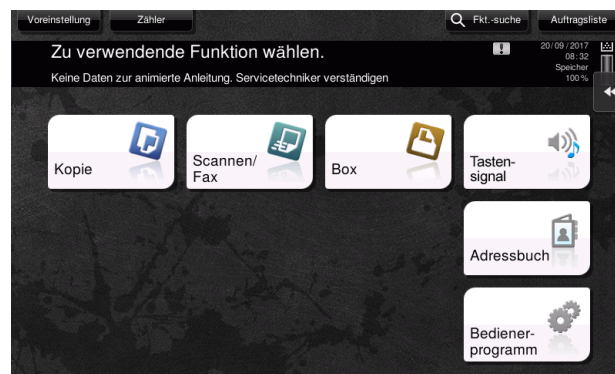 Voreinstellung
Zähler
Fkt.-suche
Auftragsliste
Zu verwendende Funktion wählen.
Keine Daten zur animierte Anleitung. Servicetechniker verständigen
20/09/2017
08:32
Speicher
100%
Kopie
Scannen/
Fax
Box
Tasten-
signal
Adressbuch
Bediener-
programm